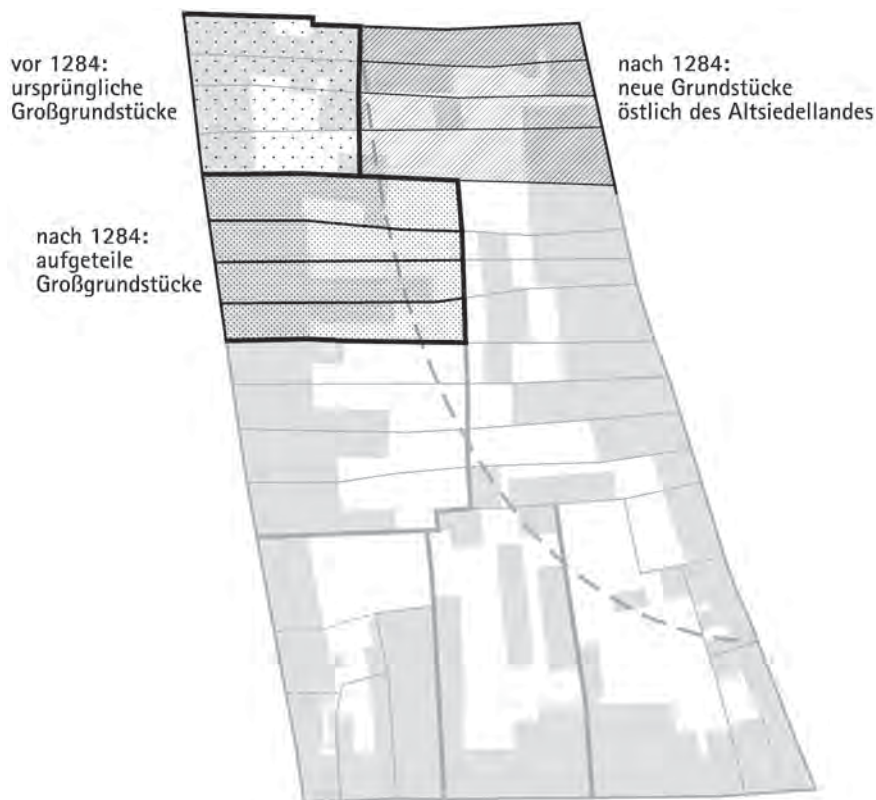 vor 1284:
ursprüngliche
Großgrundstücke
nach 1284:
neue Grundstücke
östlich des Altsiedellandes
nach 1284:
aufgeteile
Großgrundstücke